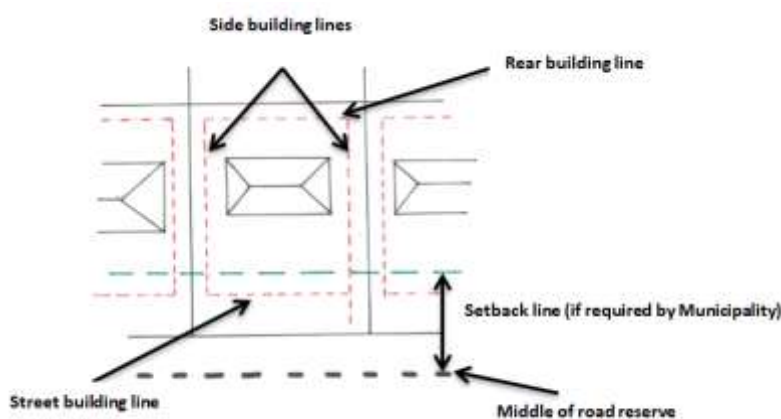 Side building lines
Rear building line
Setback line (if required by Municipality)
Street building line
Middle of road reserve